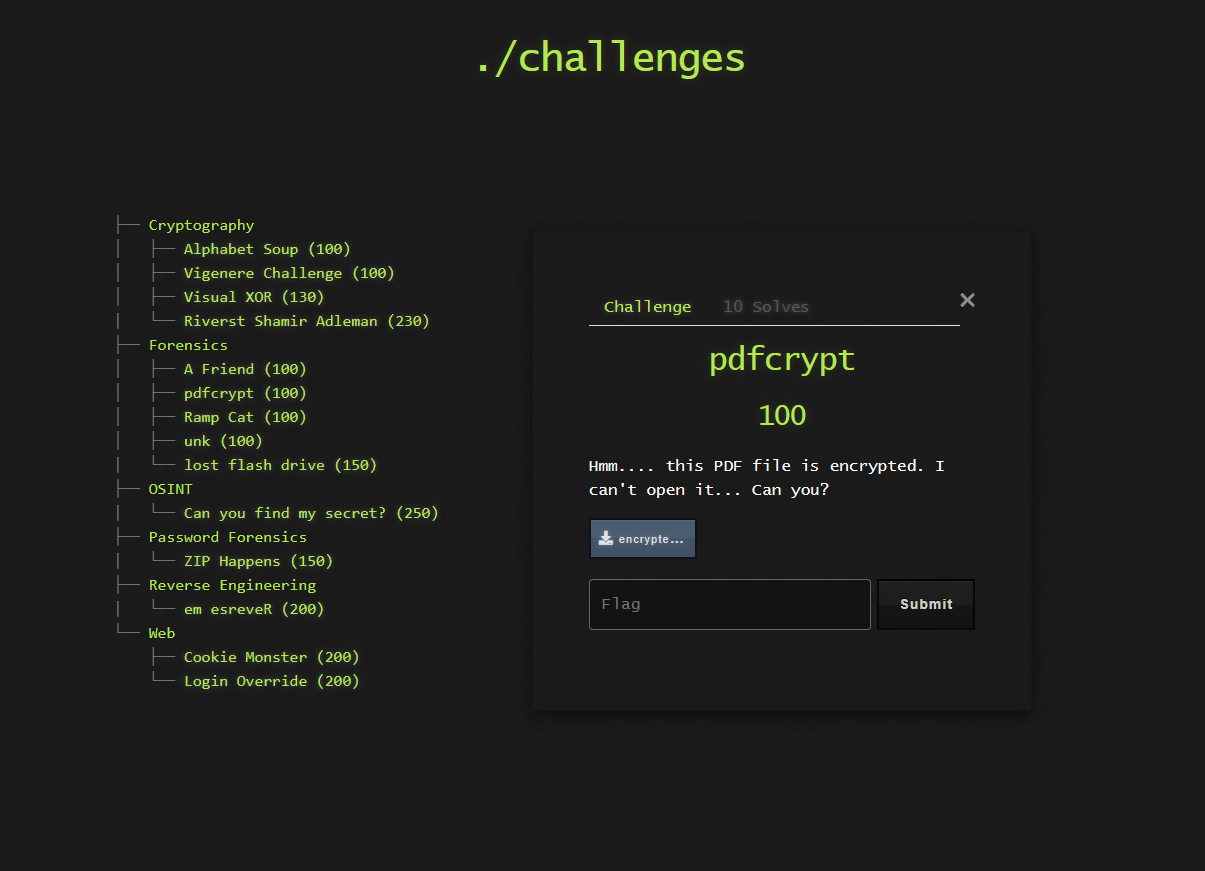 ./challenges
├── Cryptography
│   ├── Alphabet Soup (100)
│   ├── Vigenere Challenge (100)
│   ├── Visual XOR (130)
│   └── Riverst Shamir Adleman (230)
├── Forensics
│   ├── A Friend (100)
│   ├── pdfcrypt (100)
│   ├── Ramp Cat (100)
│   ├── unk (100)
│   └── lost flash drive (150)
├── OSINT
│   └── Can you find my secret? (250)
├── Password Forensics
│   └── ZIP Happens (150)
├── Reverse Engineering
│   └── em esreveR (200)
└── Web
    ├── Cookie Monster (200)
    └── Login Override (200)
Challenge 10 Solves ×
pdfcrypt
100
Hmm.... this PDF file is encrypted. I
can't open it... Can you?
encrypte...
Flag Submit